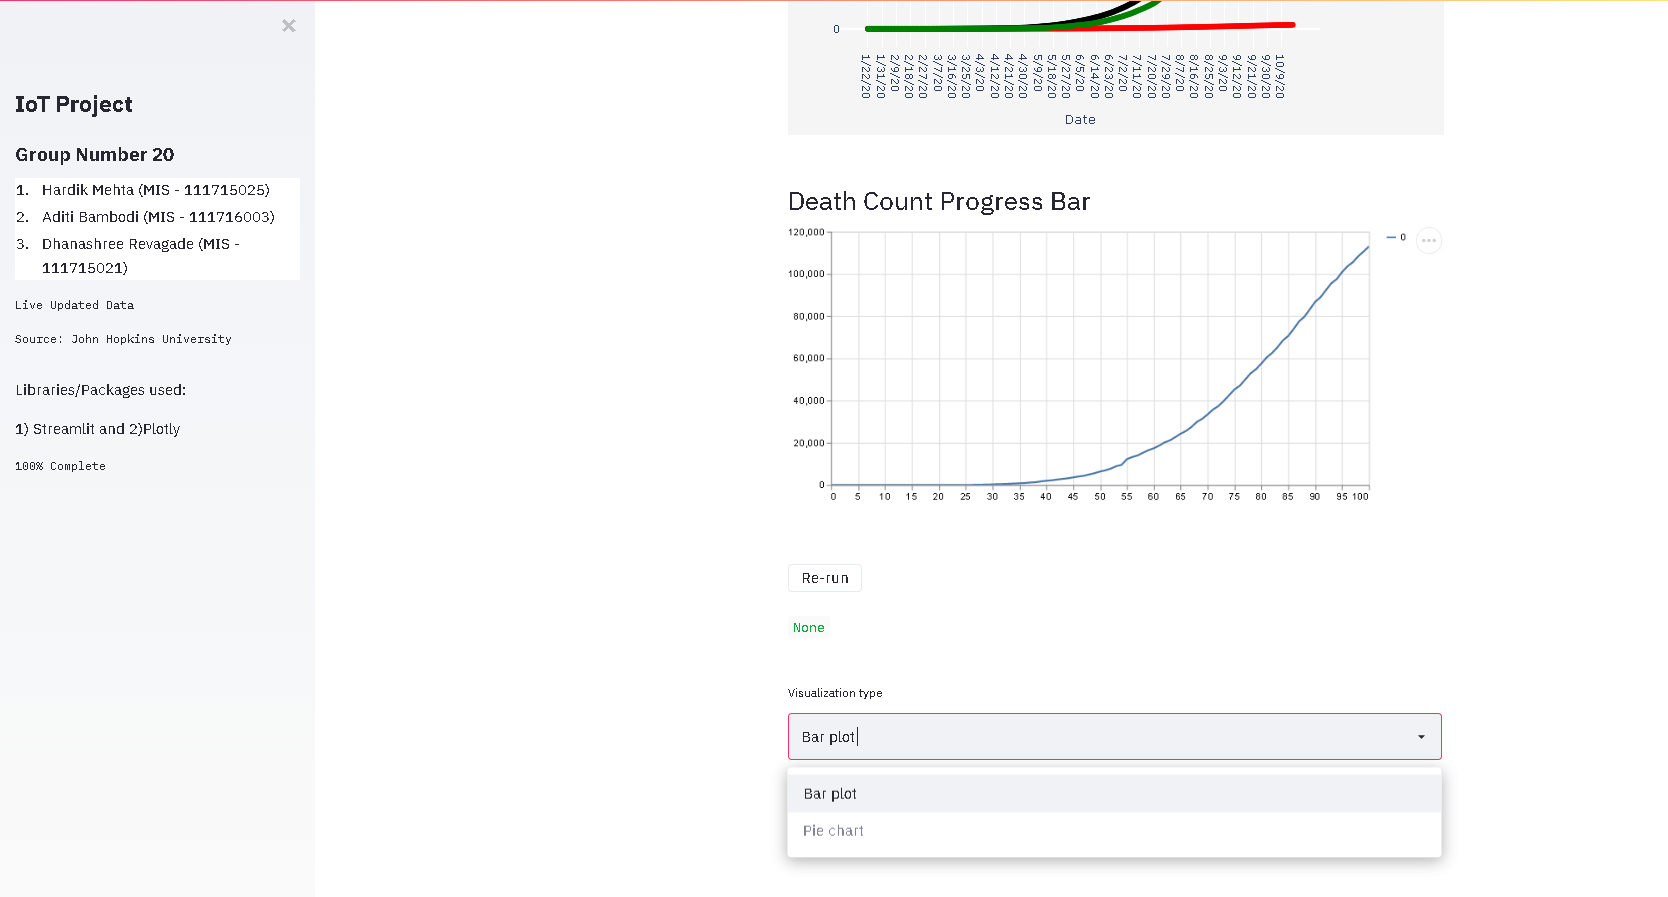 ×
IoT Project
Group Number 20
1. Hardik Mehta (MIS - 111715025)
2. Aditi Bambodi (MIS - 111716003)
3. Dhanashree Revagade (MIS -
111715021)
Live Updated Data
Source: John Hopkins University
Libraries/Packages used:
1) Streamlit and 2)Plotly
100% Complete
0
1/22/20
1/31/20
2/9/20
2/18/20
2/27/20
3/7/20
3/16/20
3/25/20
4/3/20
4/12/20
4/21/20
4/30/20
5/9/20
5/18/20
5/27/20
6/5/20
6/14/20
6/23/20
7/2/20
7/11/20
7/20/20
7/29/20
8/7/20
8/16/20
8/25/20
9/3/20
9/12/20
9/21/20
9/30/20
10/9/20
Date
Death Count Progress Bar
120,000
100,000
80,000
60,000
40,000
20,000
0
0 5 10 15 20 25 30 35 40 45 50 55 60 65 70 75 80 85 90 95 100
0
Re-run
None
Visualization type
Bar plot
Bar plot
Pie chart